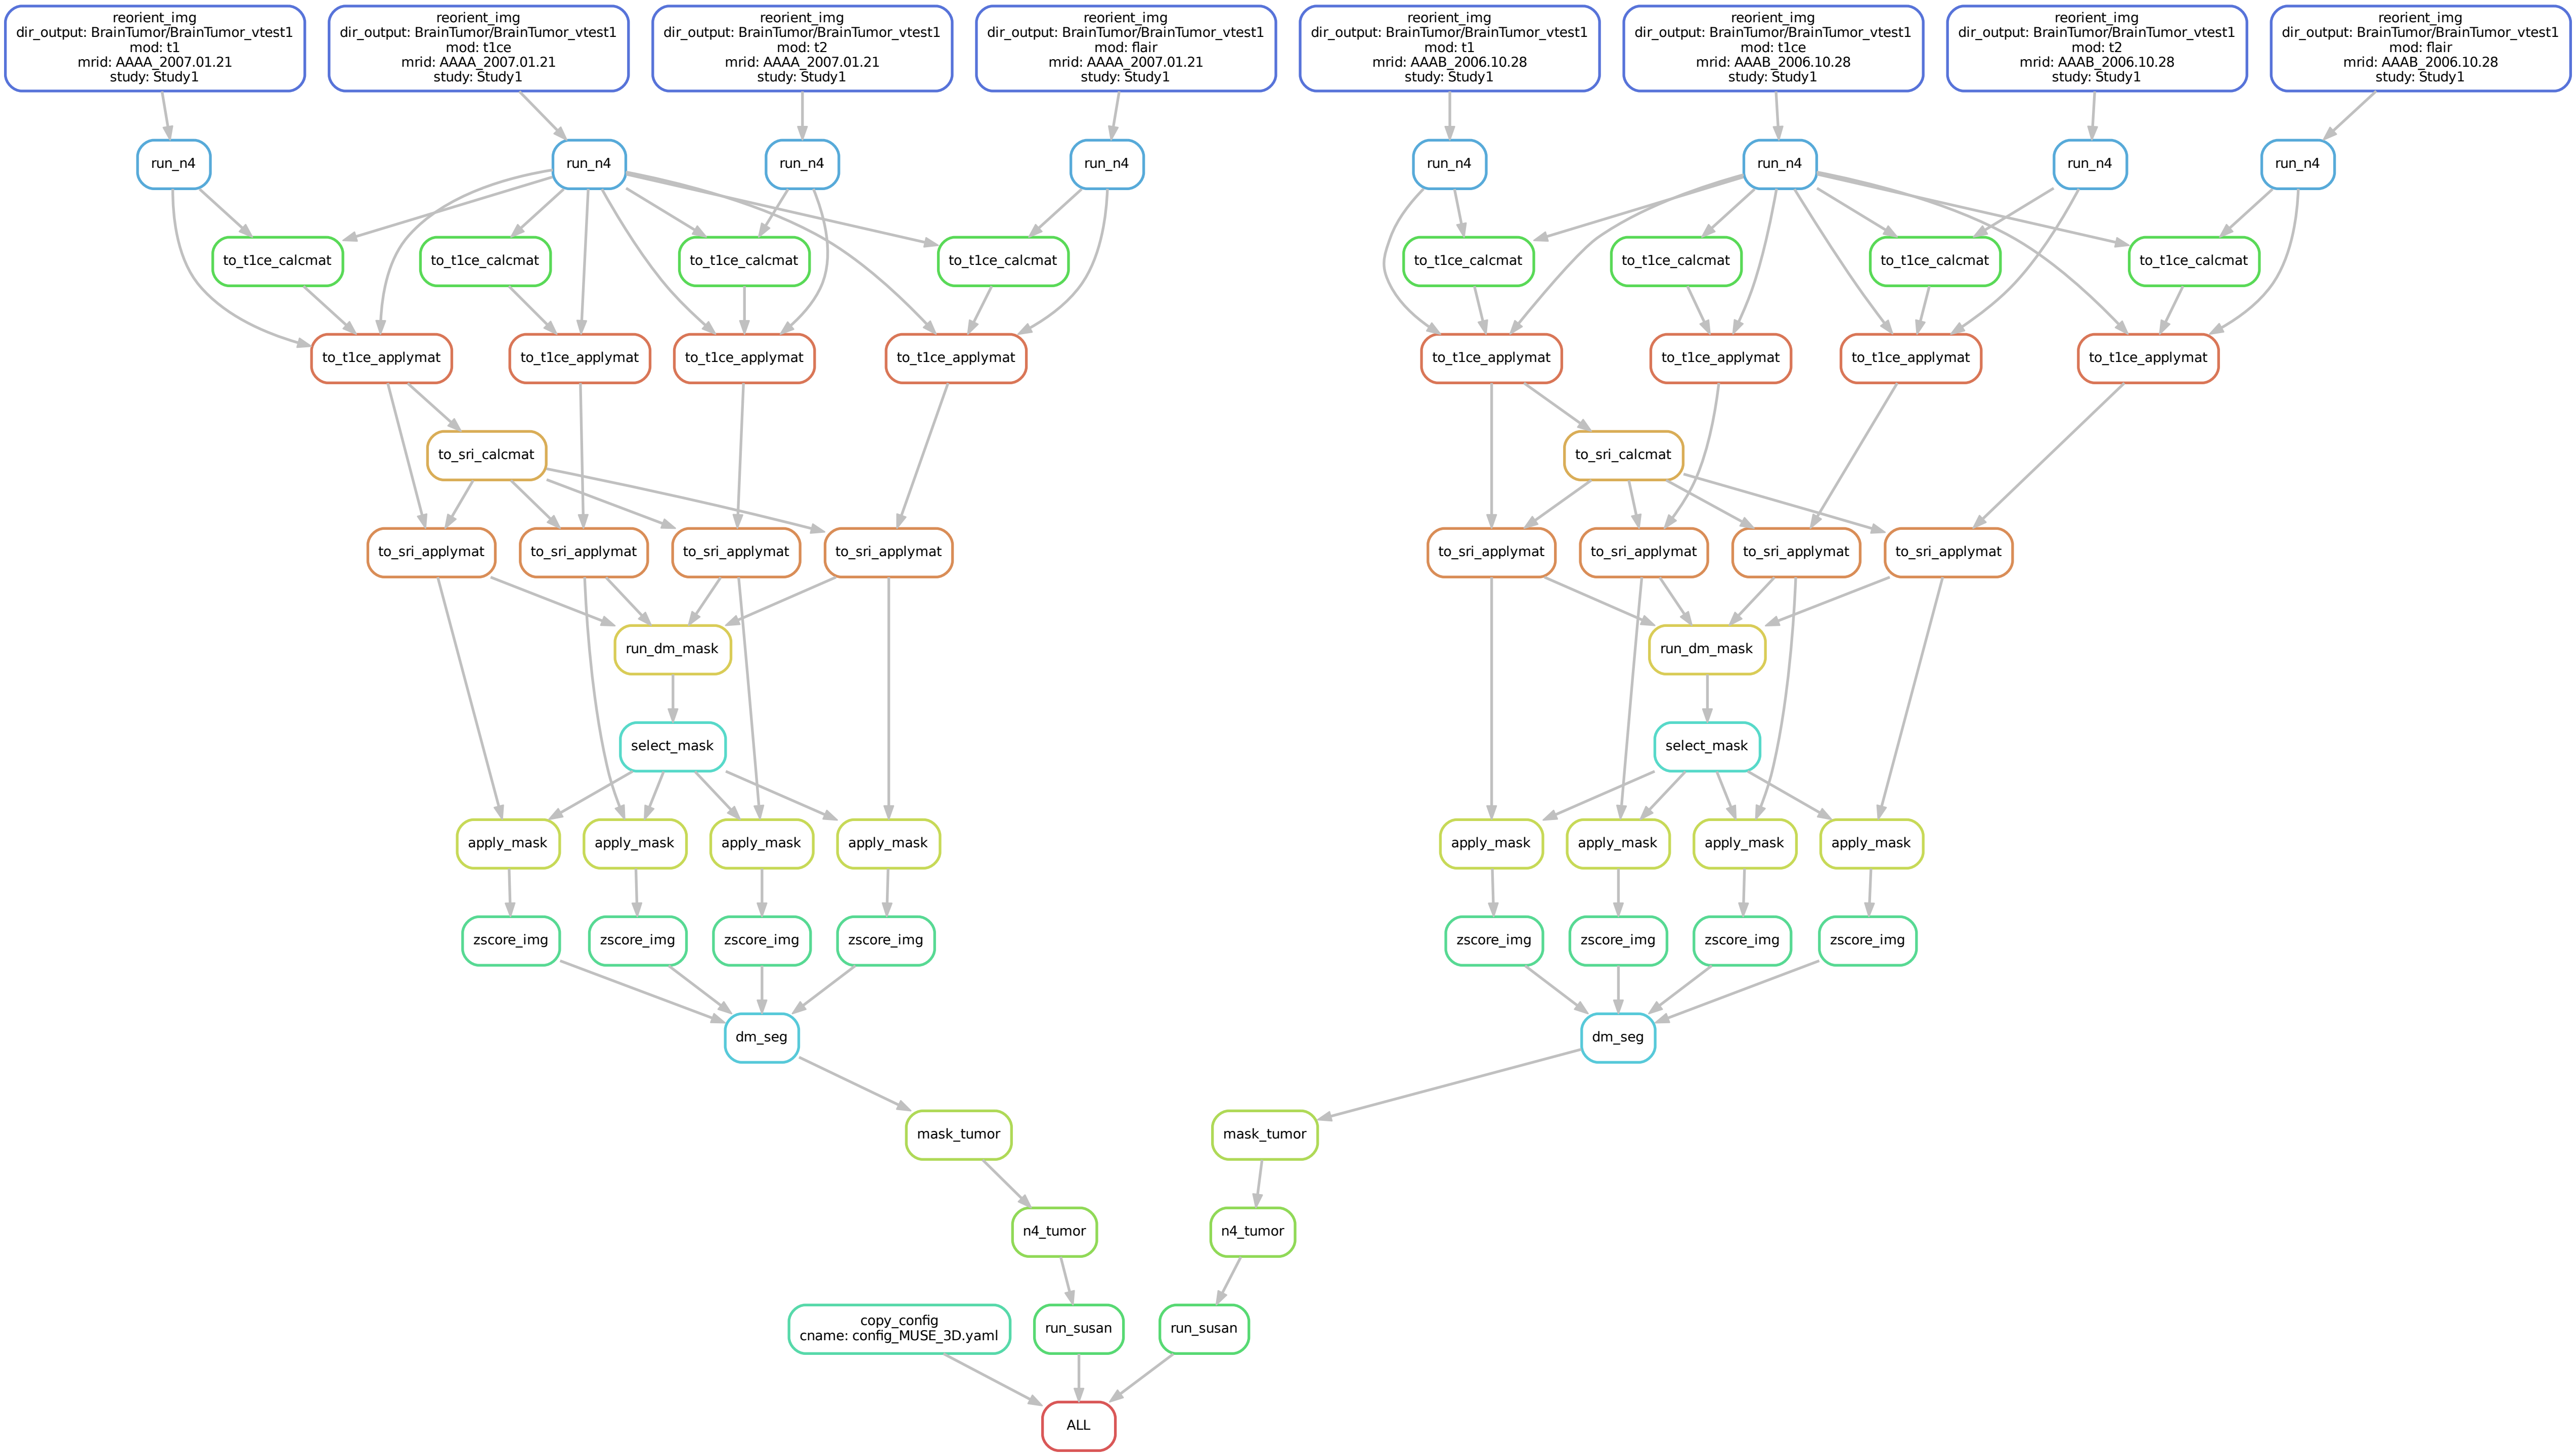 reorient_img
dir_output: BrainTumor/BrainTumor_vtest1
mod: t1
mrid: AAAA_2007.01.21
study: Study1
reorient_img
dir_output: BrainTumor/BrainTumor_vtest1
mod: t1ce
mrid: AAAA_2007.01.21
study: Study1
reorient_img
dir_output: BrainTumor/BrainTumor_vtest1
mod: t2
mrid: AAAA_2007.01.21
study: Study1
reorient_img
dir_output: BrainTumor/BrainTumor_vtest1
mod: flair
mrid: AAAA_2007.01.21
study: Study1
reorient_img
dir_output: BrainTumor/BrainTumor_vtest1
mod: t1
mrid: AAAB_2006.10.28
study: Study1
reorient_img
dir_output: BrainTumor/BrainTumor_vtest1
mod: t1ce
mrid: AAAB_2006.10.28
study: Study1
reorient_img
dir_output: BrainTumor/BrainTumor_vtest1
mod: t2
mrid: AAAB_2006.10.28
study: Study1
reorient_img
dir_output: BrainTumor/BrainTumor_vtest1
mod: flair
mrid: AAAB_2006.10.28
study: Study1
run_n4
run_n4
run_n4
run_n4
run_n4
run_n4
run_n4
run_n4
to_t1ce_calcmat
to_t1ce_calcmat
to_t1ce_calcmat
to_t1ce_calcmat
to_t1ce_calcmat
to_t1ce_calcmat
to_t1ce_calcmat
to_t1ce_calcmat
to_t1ce_applymat
to_t1ce_applymat
to_t1ce_applymat
to_t1ce_applymat
to_t1ce_applymat
to_t1ce_applymat
to_t1ce_applymat
to_t1ce_applymat
to_sri_calcmat
to_sri_calcmat
to_sri_applymat
to_sri_applymat
to_sri_applymat
to_sri_applymat
to_sri_applymat
to_sri_applymat
to_sri_applymat
to_sri_applymat
run_dm_mask
run_dm_mask
select_mask
select_mask
apply_mask
apply_mask
apply_mask
apply_mask
apply_mask
apply_mask
apply_mask
apply_mask
zscore_img
zscore_img
zscore_img
zscore_img
zscore_img
zscore_img
zscore_img
zscore_img
dm_seg
dm_seg
mask_tumor
mask_tumor
n4_tumor
n4_tumor
copy_config
cname: config_MUSE_3D.yaml
run_susan
run_susan
ALL